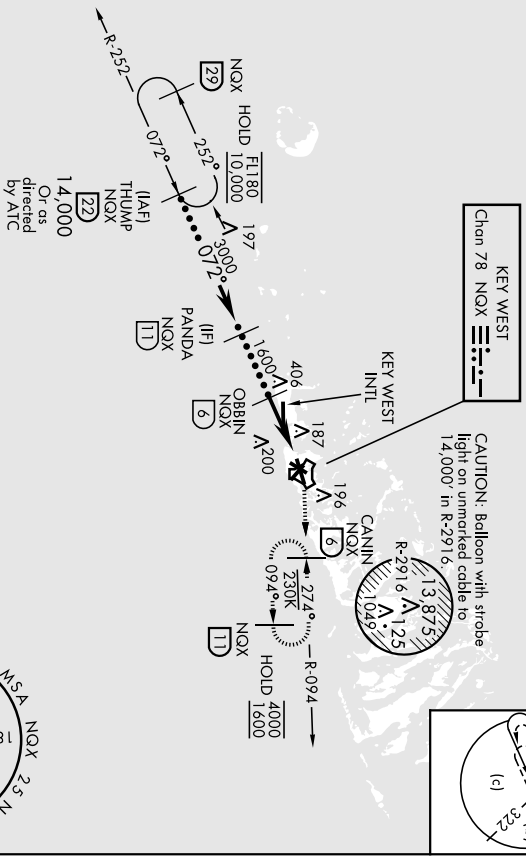 KEY WEST
Chan 78 NQX
CAUTION: Balloon with strobe
light on unmarked cable to
14,000' in R-2916.
R-252
NQX
29
HOLD FL180
10,000
252°
072°
(IAF)
THUMP
NQX
22
14,000
Or as
directed
by ATC
197
3000
072°
(IF)
PANDA
NQX
11
1600
406
OBBIN
NQX
6
KEY WEST
INTL
187
200
196
CANIN
NQX
6
R-2916
13,875
125
1049
274°
230K
094°
R-094
NQX
11
HOLD 4000
1600
MSA NQX 25 N
(c)
322